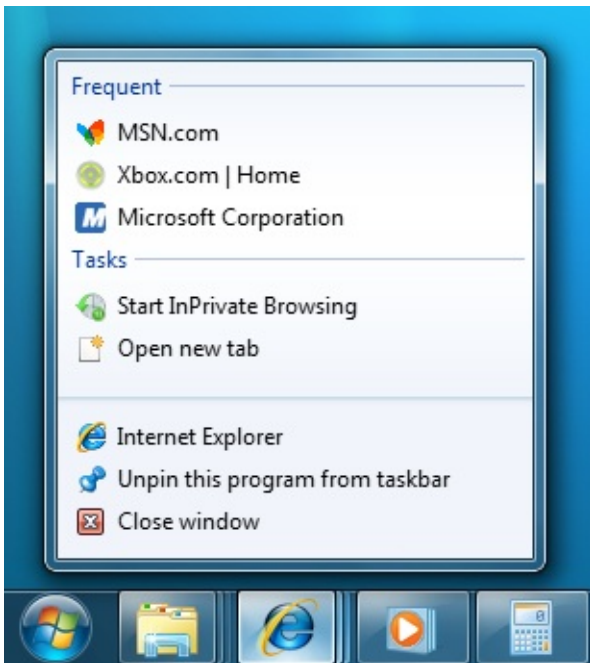 Frequent
MSN.com
Xbox.com | Home
Microsoft Corporation
Tasks
Start InPrivate Browsing
Open new tab
Internet Explorer
Unpin this program from taskbar
Close window